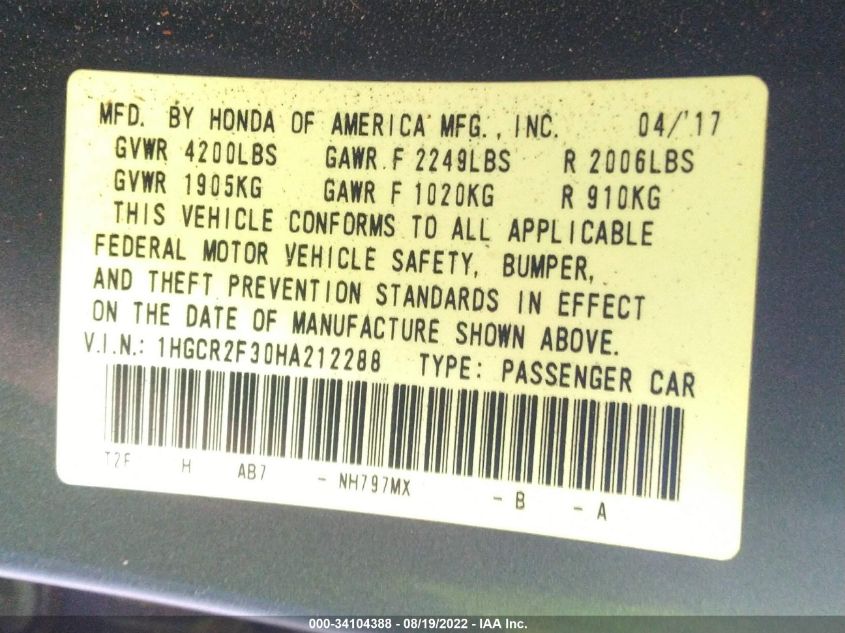 MFD. BY HONDA OF AMERICA MFG., INC. 04/'17
GVWR 4200LBS GAWR F 2249LBS R 2006LBS
GVWR 1905KG GAWR F 1020KG R 910KG
THIS VEHICLE CONFORMS TO ALL APPLICABLE
FEDERAL MOTOR VEHICLE SAFETY, BUMPER,
AND THEFT PREVENTION STANDARDS IN EFFECT
ON THE DATE OF MANUFACTURE SHOWN ABOVE.
V.I.N.: 1HGCR2F30HA212288 TYPE: PASSENGER CAR
H AB7 - NH797MX - B - A
000-34104388 - 08/19/2022 - IAA Inc.